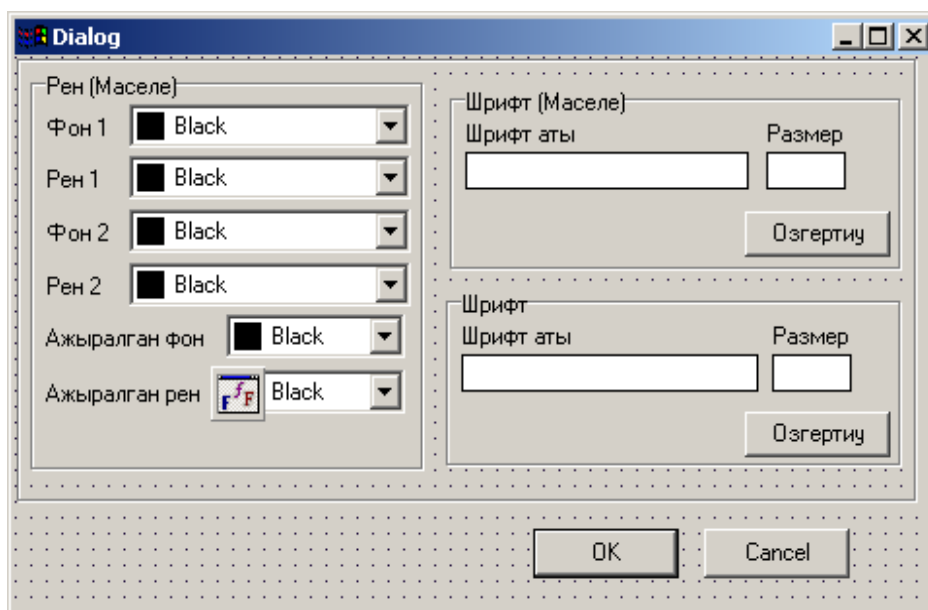 Dialog
Рен (Маселе)
Фон 1 Black
Рен 1 Black
Фон 2 Black
Рен 2 Black
Ажыралган фон Black
Ажыралган рен Black
Шрифт (Маселе)
Шрифт аты Размер
Озгертиу
Шрифт
Шрифт аты Размер
Озгертиу
OK Cancel